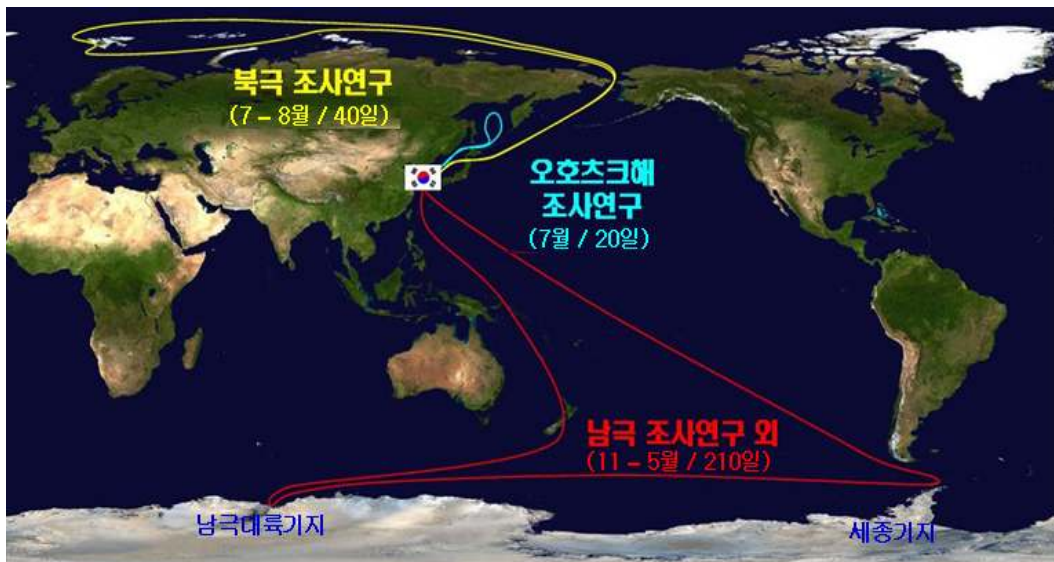 북극 조사연구
(7 – 8월 / 40일)
오호츠크해
조사연구
(7월 / 20일)
남극 조사연구 외
(11 – 5월 / 210일)
남극대륙기지
세종기지